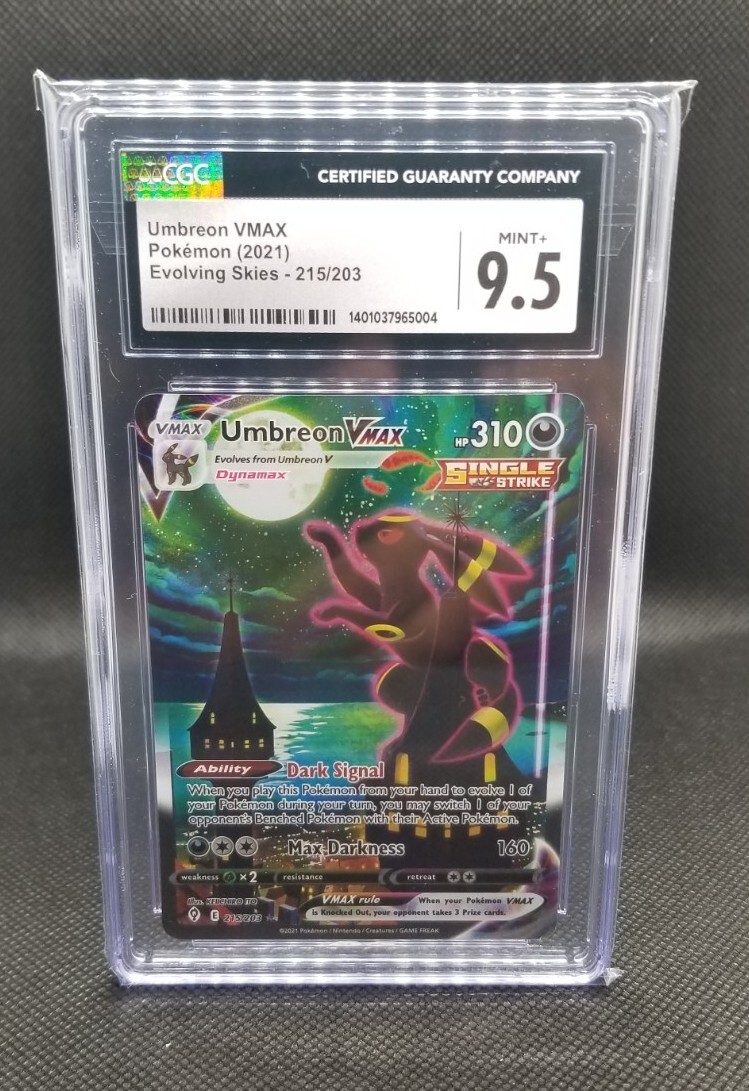 CGC
CERTIFIED GUARANTY COMPANY
Umbreon VMAX
Pokémon (2021)
Evolving Skies - 215/203
MINT+
9.5
1401037965004
VMAX
Umbreon VMAX
HP 310
Evolves from Umbreon V
Dynamax
SINGLE
STRIKE
Ability
Dark Signal
When you play this Pokémon from your hand to evolve 1 of
your Pokémon during your turn, you may switch 1 of your
opponent's Benched Pokémon with their Active Pokémon.
Max Darkness
160
weakness ×2
resistance
retreat
Illus. KEIICHIRO ITO
E 215/203
VMAX rule
When your Pokémon VMAX
is Knocked Out, your opponent takes 3 Prize cards.
©2021 Pokémon / Nintendo / Creatures / GAME FREAK